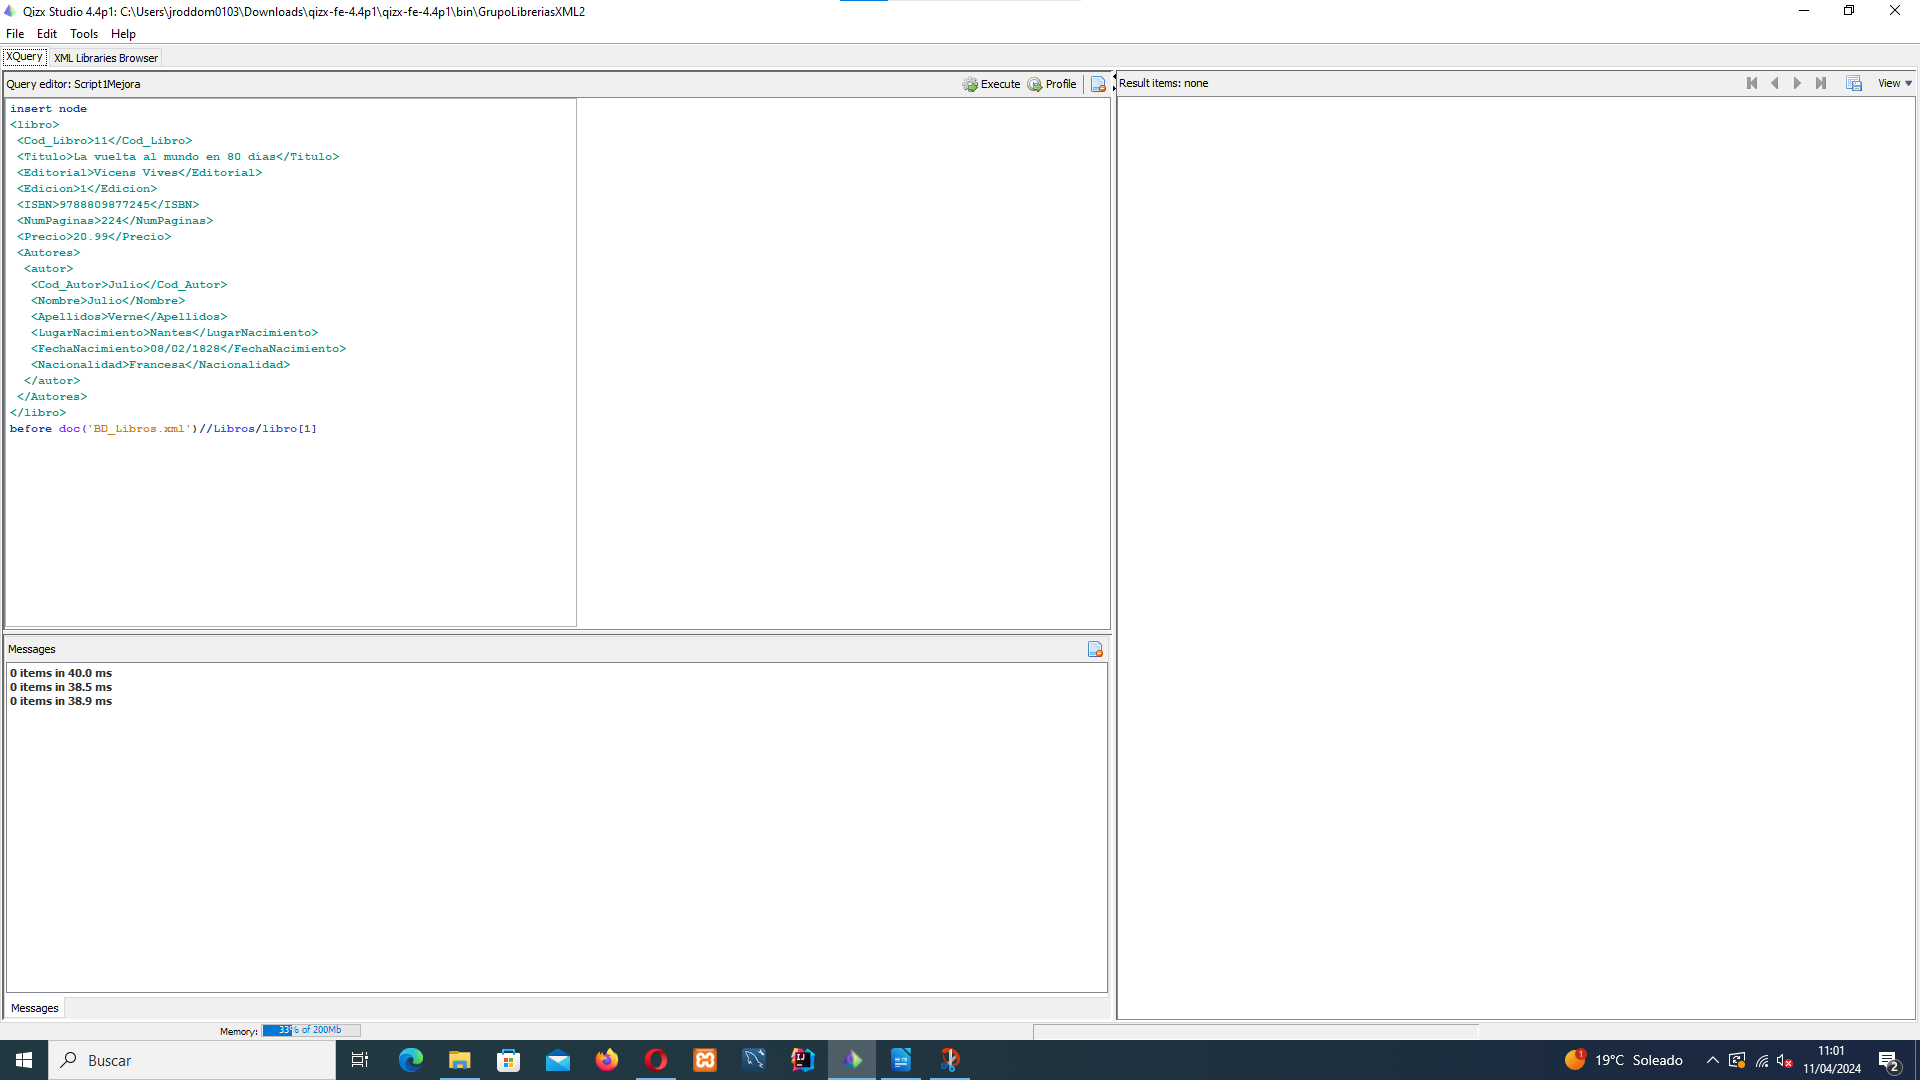 Qizx Studio 4.4p1: C:\Users\jroddom0103\Downloads\qizx-fe-4.4p1\qizx-fe-4.4p1\bin\GrupoLibreriasXML2
File Edit Tools Help
XQuery XML Libraries Browser
Query editor: Script1Mejora
Execute Profile
Result items: none
View
insert node
<libro>
<Cod_Libro>11</Cod_Libro>
<Titulo>La vuelta al mundo en 80 días</Titulo>
<Editorial>Vicens Vives</Editorial>
<Edicion>1</Edicion>
<ISBN>9788809877245</ISBN>
<NumPaginas>224</NumPaginas>
<Precio>20.99</Precio>
<Autores>
<autor>
<Cod_Autor>Julio</Cod_Autor>
<Nombre>Julio</Nombre>
<Apellidos>Verne</Apellidos>
<LugarNacimiento>Nantes</LugarNacimiento>
<FechaNacimiento>08/02/1828</FechaNacimiento>
<Nacionalidad>Francesa</Nacionalidad>
</autor>
</Autores>
</libro>
before doc('BD_Libros.xml')//Libros/libro[1]
Messages
0 items in 40.0 ms
0 items in 38.5 ms
0 items in 38.9 ms
Messages
Memory: 33% of 200Mb
Buscar
1
19°C Soleado
11:01
11/04/2024
2